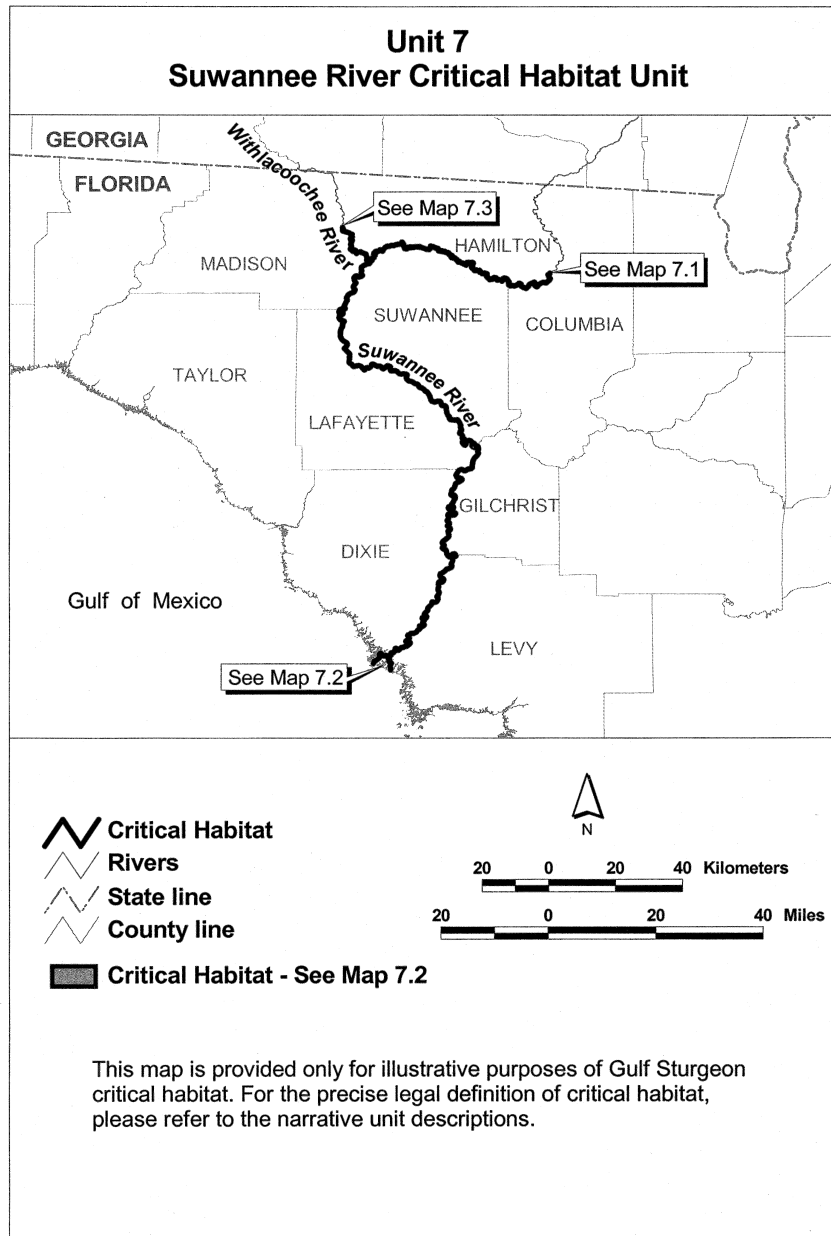 Unit 7
Suwannee River Critical Habitat Unit
GEORGIA
FLORIDA
Withlacoochee River
See Map 7.3
HAMILTON
MADISON
See Map 7.1
SUWANNEE
COLUMBIA
TAYLOR
Suwannee River
LAFAYETTE
GILCHRIST
DIXIE
Gulf of Mexico
LEVY
See Map 7.2
Critical Habitat
Rivers
State line
County line
Critical Habitat - See Map 7.2
N
20 0 20 40 Kilometers
20 0 20 40 Miles
This map is provided only for illustrative purposes of Gulf Sturgeon
critical habitat. For the precise legal definition of critical habitat,
please refer to the narrative unit descriptions.